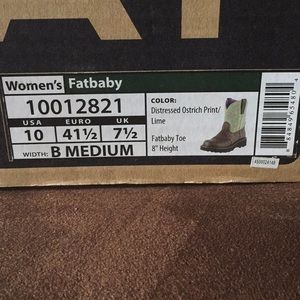 Women's Fatbaby
10012821
USA EURO UK
10 41½ 7½
WIDTH: B MEDIUM
COLOR:
Distressed Ostrich Print/
Lime
Fatbaby Toe
8" Height